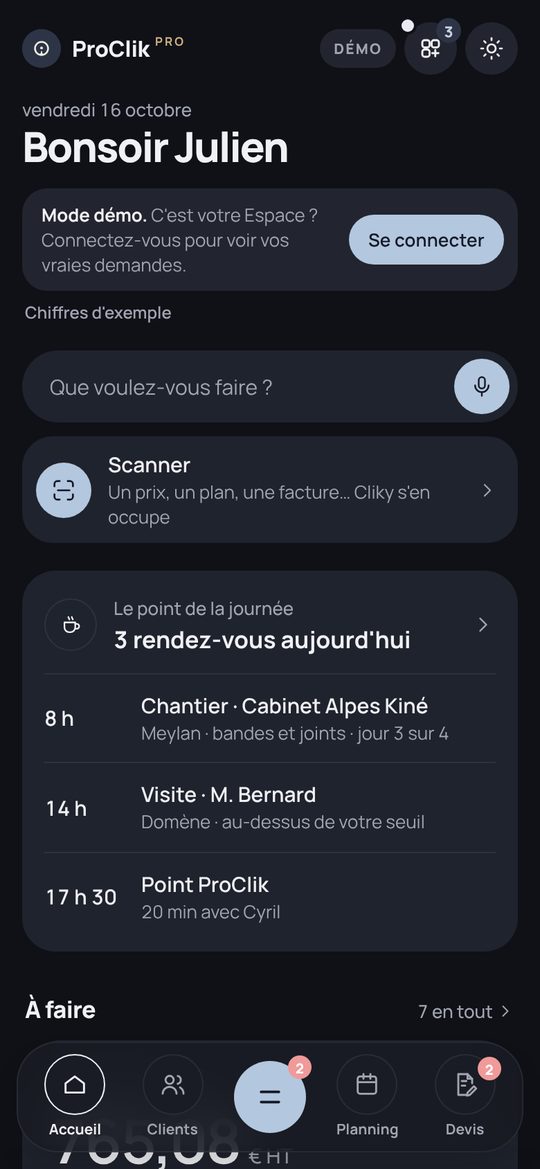 ProClik PRO
DÉMO
3
vendredi 16 octobre
Bonsoir Julien
Mode démo. C'est votre Espace ?
Connectez-vous pour voir vos
vraies demandes.
Se connecter
Chiffres d'exemple
Que voulez-vous faire ?
Scanner
Un prix, un plan, une facture… Cliky s'en
occupe
Le point de la journée
3 rendez-vous aujourd'hui
8 h
Chantier · Cabinet Alpes Kiné
Meylan · bandes et joints · jour 3 sur 4
14 h
Visite · M. Bernard
Domène · au-dessus de votre seuil
17 h 30
Point ProClik
20 min avec Cyril
À faire
7 en tout
2
2
Accueil
Clients
Planning
Devis
765,08 € HT